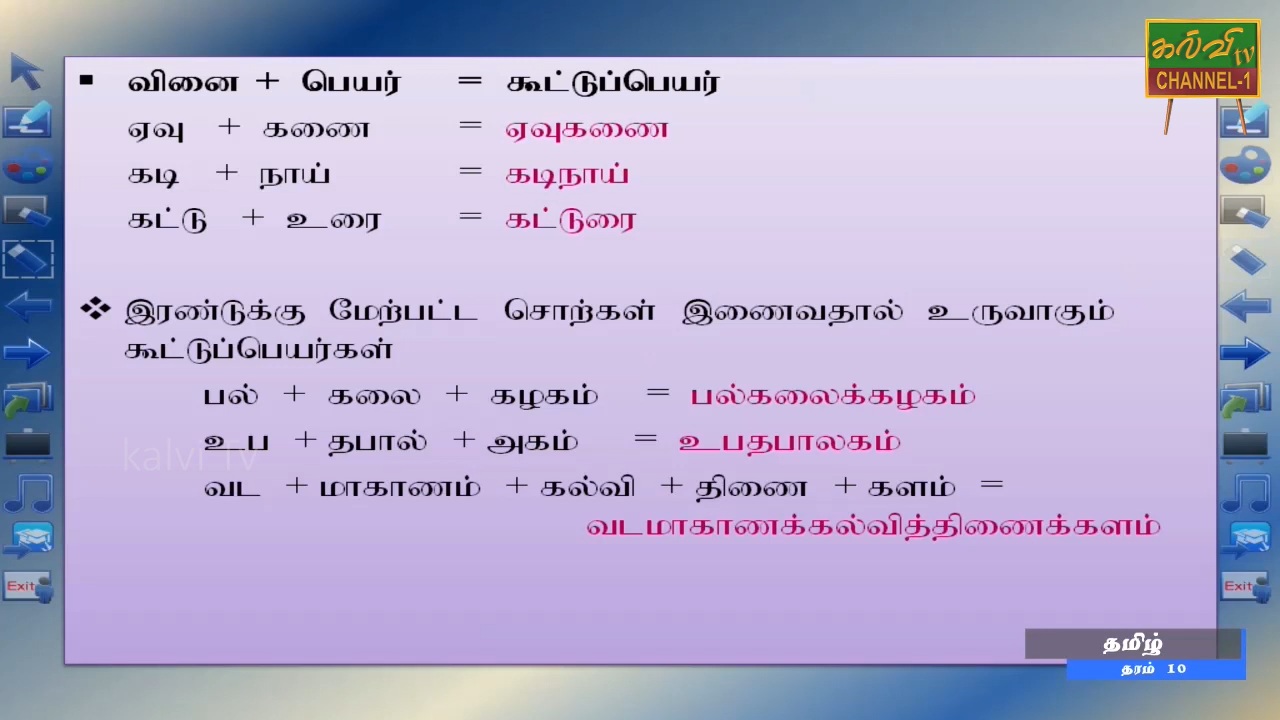 கல்வி tv
CHANNEL-1
▪ வினை + பெயர் = கூட்டுப்பெயர்
ஏவு + கணை = ஏவுகணை
கடி + நாய் = கடிநாய்
கட்டு + உரை = கட்டுரை
❖ இரண்டுக்கு மேற்பட்ட சொற்கள் இணைவதால் உருவாகும்
கூட்டுப்பெயர்கள்
பல் + கலை + கழகம் = பல்கலைக்கழகம்
உப + தபால் + அகம் = உபதபாலகம்
kalvi Tv
வட + மாகாணம் + கல்வி + திணை + களம் =
வடமாகாணக்கல்வித்திணைக்களம்
Exit
Exit
தமிழ்
தரம் 10